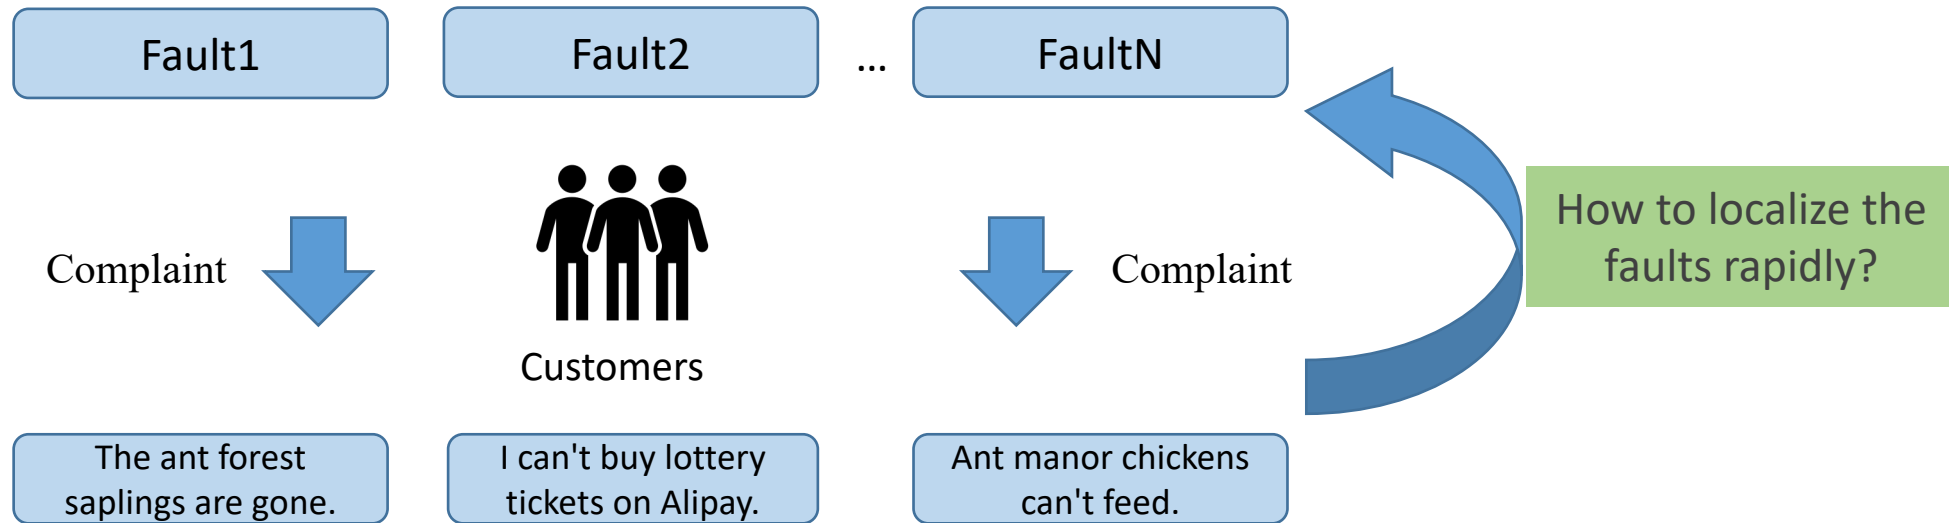 Fault1
Fault2
...
FaultN
Complaint
Customers
Complaint
How to localize the
faults rapidly?
The ant forest
saplings are gone.
I can't buy lottery
tickets on Alipay.
Ant manor chickens
can't feed.